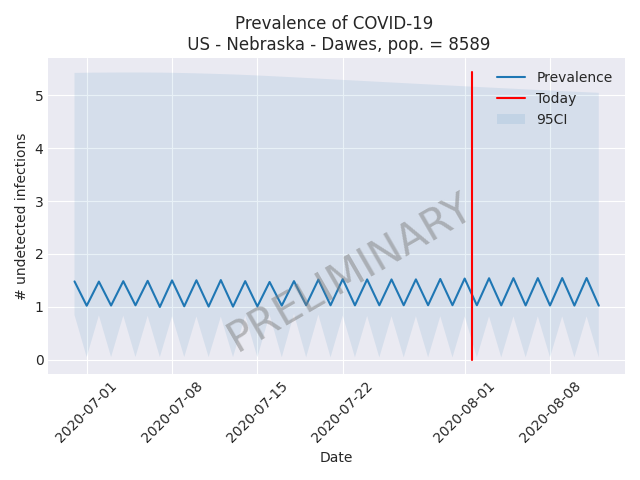 Prevalence of COVID-19
US - Nebraska - Dawes, pop. = 8589
Prevalence
Today
95CI
# undetected infections
5
4
3
2
1
0
PRELIMINARY
2020-07-01
2020-07-08
2020-07-15
2020-07-22
2020-08-01
2020-08-08
Date